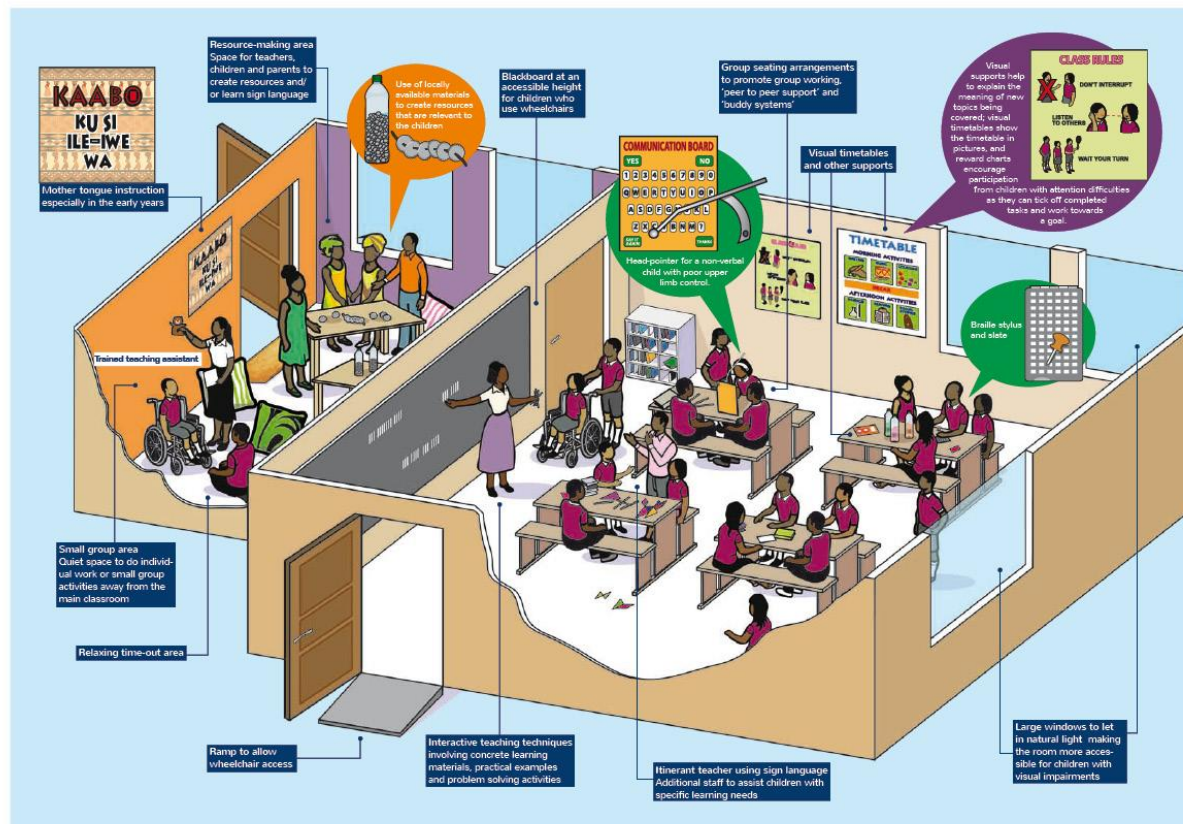 KAABO
KU SI
ILE=IWE
WA
Mother tongue instruction
especially in the early years
Resource-making area
Space for teachers,
children and parents to
create resources and/
or learn sign language
Use of locally
available materials
to create resources
that are relevant to
the children
Blackboard at an
accessible height
for children who
use wheelchairs
Group seating arrangements
to promote group working,
‘peer to peer support’ and
‘buddy systems’
Visual timetables
and other supports
Visual
supports help
to explain the
meaning of new
topics being
covered; visual
timetables show
the timetable in
pictures, and
reward charts
encourage
participation
from children with attention difficulties
as they can tick off completed
tasks and work towards
a goal.
CLASS RULES
DON'T INTERRUPT
LISTEN
TO OTHERS
WAIT YOUR TURN
COMMUNICATION BOARD
YES NO
1 2 3 4 5 6 7 8 9 0
Q W E R T Y U I O P
A S D F G K L
Z X N M ?
Head-pointer for a non-verbal
child with poor upper
limb control.
KAABO
KU SI
ILE=IWE
WA
TIMETABLE
MORNING ACTIVITIES
BREAK
AFTERNOON ACTIVITIES
Braille stylus
and slate
Trained teaching assistant
Small group area
Quiet space to do individ-
ual work or small group
activities away from the
main classroom
Relaxing time-out area
Ramp to allow
wheelchair access
Interactive teaching techniques
involving concrete learning
materials, practical examples
and problem solving activities
Itinerant teacher using sign language
Additional staff to assist children with
specific learning needs
Large windows to let
in natural light making
the room more acces-
sible for children with
visual impairments